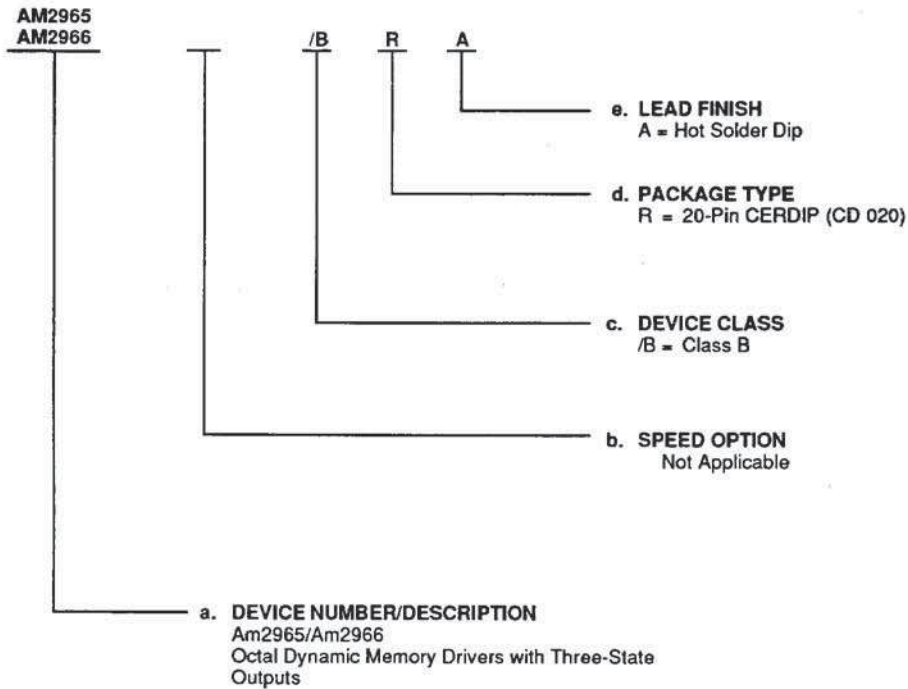 AM2965
AM2966 /B R A
e. LEAD FINISH
A = Hot Solder Dip
d. PACKAGE TYPE
R = 20-Pin CERDIP (CD 020)
c. DEVICE CLASS
/B = Class B
b. SPEED OPTION
Not Applicable
a. DEVICE NUMBER/DESCRIPTION
Am2965/Am2966
Octal Dynamic Memory Drivers with Three-State
Outputs